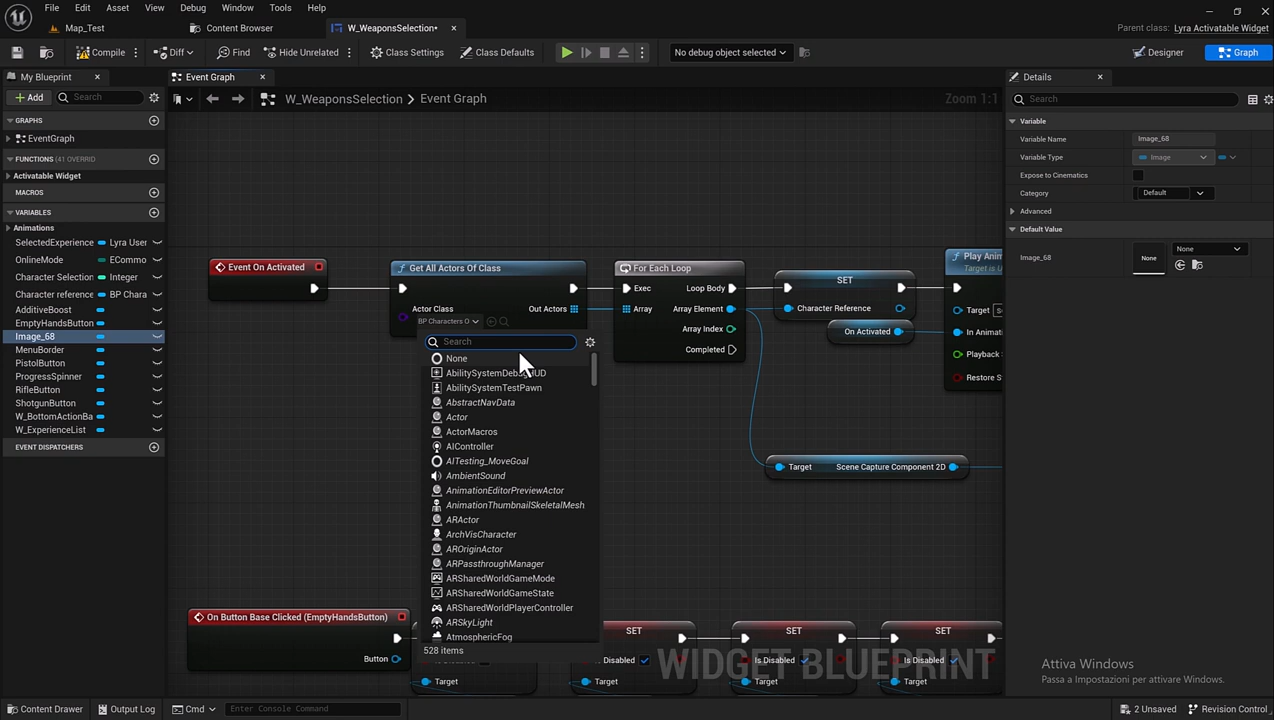 File Edit Asset View Debug Window Tools Help
Map_Test Content Browser W_WeaponsSelection* Parent class: Lyra Activatable Widget
Compile Diff Find Hide Unrelated Class Settings Class Defaults No debug object selected Designer Graph
My Blueprint Event Graph Details
Add Search W_WeaponsSelection > Event Graph Zoom 1:1 Search
GRAPHS
EventGraph
FUNCTIONS (41 OVERRID
Activatable Widget
MACROS
VARIABLES
Animations
SelectedExperience Lyra User
OnlineMode ECommo
Character Selection Integer
Character reference BP Chara
AdditiveBoost
EmptyHandsButton
Image_68
MenuBorder
PistolButton
ProgressSpinner
RifleButton
ShotgunButton
W_BottomActionBa
W_ExperienceList
EVENT DISPATCHERS
Event On Activated
Get All Actors Of Class
Actor Class Out Actors
BP Characters O
For Each Loop
Exec Loop Body
Array Array Element
Array Index
Completed
SET
Character Reference
On Activated
Play Anim
Target is U
Target
In Animati
Playback
Restore S
Target Scene Capture Component 2D
Search
None
AbilitySystemDeb
AbilitySystemTestPawn
AbstractNavData
Actor
ActorMacros
AIController
AITesting_MoveGoal
AmbientSound
AnimationEditorPreviewActor
AnimationThumbnailSkeletalMesh
ARActor
ArchVisCharacter
AROriginActor
ARPassthroughManager
ARSharedWorldGameMode
ARSharedWorldGameState
ARSharedWorldPlayerController
ARSkyLight
AtmosphericFog
528 items
On Button Base Clicked (EmptyHandsButton)
Button
Target
SET
Is Disabled
Target
SET
Is Disabled
Target
SET
Is Disabled
Target
WIDGET BLUEPRINT
Variable
Variable Name Image_68
Variable Type Image
Expose to Cinematics
Category Default
Advanced
Default Value
Image_68 None None
Attiva Windows
Passa a Impostazioni per attivare Windows.
Content Drawer Output Log Cmd Enter Console Command 2 Unsaved Revision Control